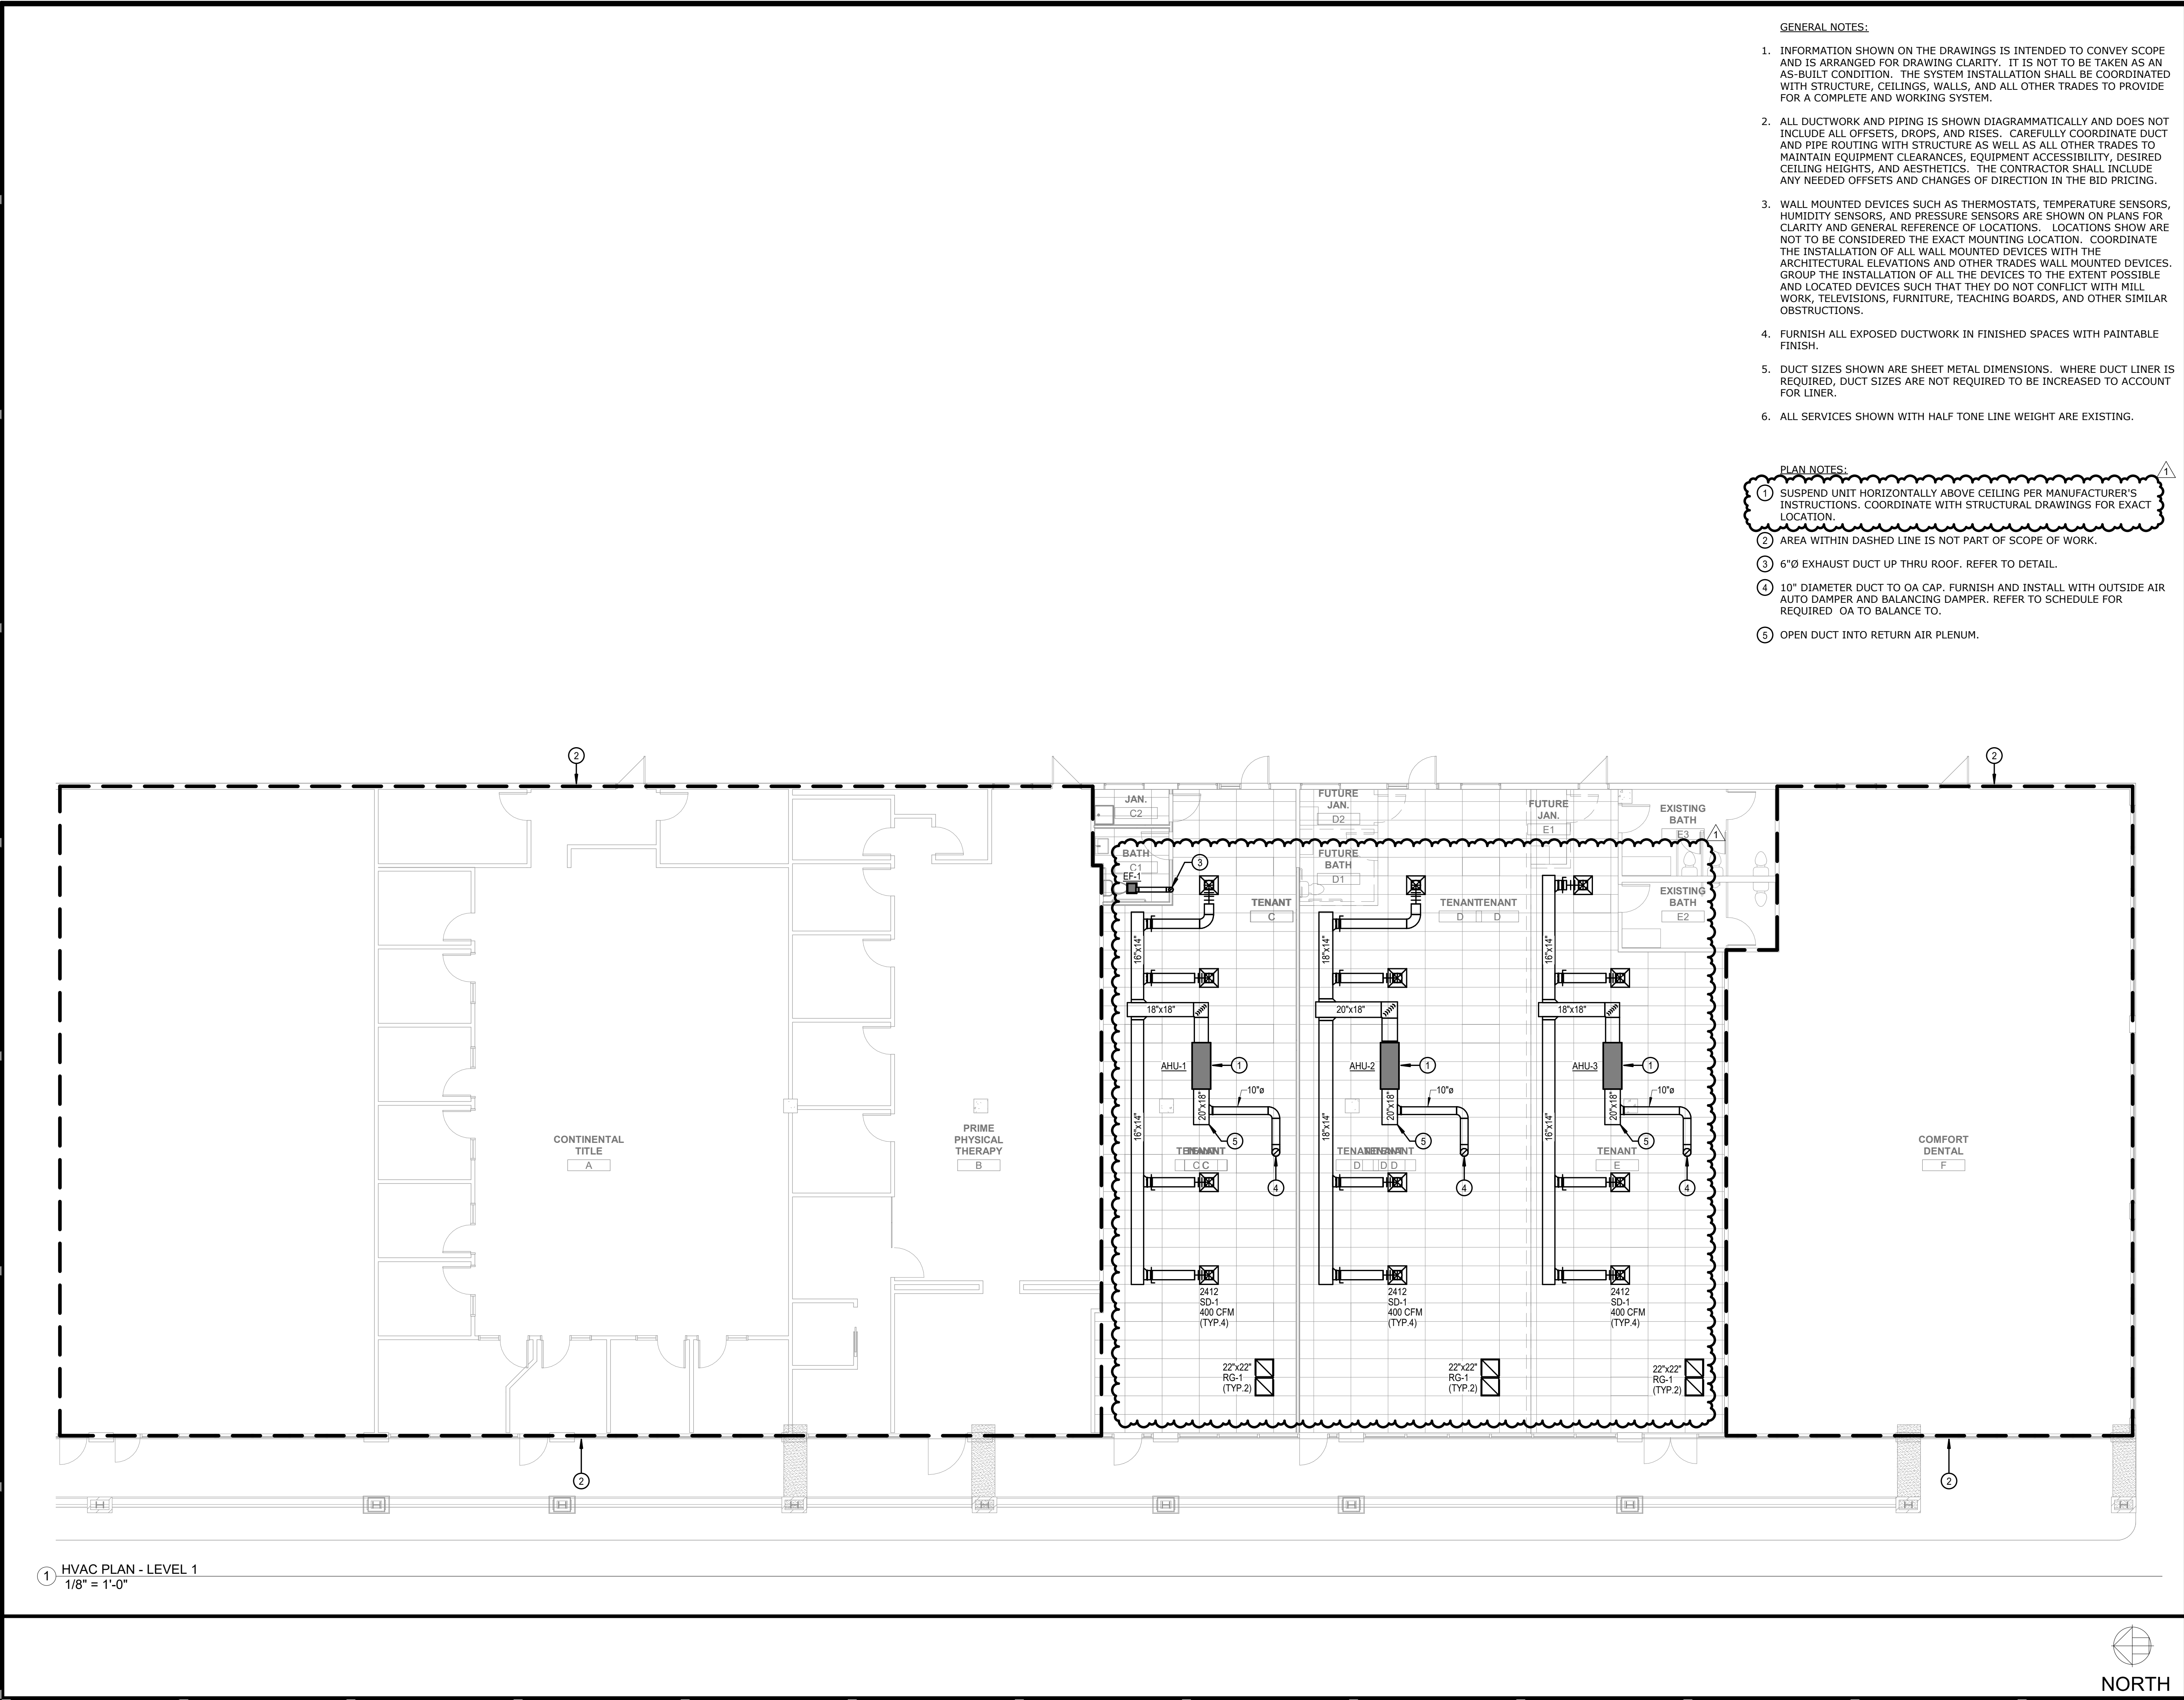 GENERAL NOTES:
1. INFORMATION SHOWN ON THE DRAWINGS IS INTENDED TO CONVEY SCOPE
AND IS ARRANGED FOR DRAWING CLARITY. IT IS NOT TO BE TAKEN AS AN
AS-BUILT CONDITION. THE SYSTEM INSTALLATION SHALL BE COORDINATED
WITH STRUCTURE, CEILINGS, WALLS, AND ALL OTHER TRADES TO PROVIDE
FOR A COMPLETE AND WORKING SYSTEM.
2. ALL DUCTWORK AND PIPING IS SHOWN DIAGRAMMATICALLY AND DOES NOT
INCLUDE ALL OFFSETS, DROPS, AND RISES. CAREFULLY COORDINATE DUCT
AND PIPE ROUTING WITH STRUCTURE AS WELL AS ALL OTHER TRADES TO
MAINTAIN EQUIPMENT CLEARANCES, EQUIPMENT ACCESSIBILITY, DESIRED
CEILING HEIGHTS, AND AESTHETICS. THE CONTRACTOR SHALL INCLUDE
ANY NEEDED OFFSETS AND CHANGES OF DIRECTION IN THE BID PRICING.
3. WALL MOUNTED DEVICES SUCH AS THERMOSTATS, TEMPERATURE SENSORS,
HUMIDITY SENSORS, AND PRESSURE SENSORS ARE SHOWN ON PLANS FOR
CLARITY AND GENERAL REFERENCE OF LOCATIONS. LOCATIONS SHOW ARE
NOT TO BE CONSIDERED THE EXACT MOUNTING LOCATION. COORDINATE
THE INSTALLATION OF ALL WALL MOUNTED DEVICES WITH THE
ARCHITECTURAL ELEVATIONS AND OTHER TRADES WALL MOUNTED DEVICES.
GROUP THE INSTALLATION OF ALL THE DEVICES TO THE EXTENT POSSIBLE
AND LOCATED DEVICES SUCH THAT THEY DO NOT CONFLICT WITH MILL
WORK, TELEVISIONS, FURNITURE, TEACHING BOARDS, AND OTHER SIMILAR
OBSTRUCTIONS.
4. FURNISH ALL EXPOSED DUCTWORK IN FINISHED SPACES WITH PAINTABLE
FINISH.
5. DUCT SIZES SHOWN ARE SHEET METAL DIMENSIONS. WHERE DUCT LINER IS
REQUIRED, DUCT SIZES ARE NOT REQUIRED TO BE INCREASED TO ACCOUNT
FOR LINER.
6. ALL SERVICES SHOWN WITH HALF TONE LINE WEIGHT ARE EXISTING.
PLAN NOTES:
1
1 SUSPEND UNIT HORIZONTALLY ABOVE CEILING PER MANUFACTURER'S
INSTRUCTIONS. COORDINATE WITH STRUCTURAL DRAWINGS FOR EXACT
LOCATION.
2 AREA WITHIN DASHED LINE IS NOT PART OF SCOPE OF WORK.
3 6"Ø EXHAUST DUCT UP THRU ROOF. REFER TO DETAIL.
4 10" DIAMETER DUCT TO OA CAP. FURNISH AND INSTALL WITH OUTSIDE AIR
AUTO DAMPER AND BALANCING DAMPER. REFER TO SCHEDULE FOR
REQUIRED OA TO BALANCE TO.
5 OPEN DUCT INTO RETURN AIR PLENUM.
2
2
JAN.
C2
FUTURE
JAN.
D2
FUTURE
JAN.
E1
EXISTING
BATH
E3
1
BATH
C1
EF-1
3
FUTURE
BATH
D1
EXISTING
BATH
E2
TENANT
C
TENANT
D
TENANT
D
16"x14"
18"x14"
16"x14"
18"x18"
20"x18"
18"x18"
AHU-1
1
AHU-2
1
AHU-3
1
10"ø
10"ø
10"ø
20"x18"
20"x18"
20"x18"
16"x14"
18"x14"
16"x14"
5
5
5
CONTINENTAL
TITLE
A
PRIME
PHYSICAL
THERAPY
B
TENANT
C C
D D D
TENANT
E
COMFORT
DENTAL
F
4
4
4
2412
SD-1
400 CFM
(TYP.4)
2412
SD-1
400 CFM
(TYP.4)
2412
SD-1
400 CFM
(TYP.4)
22"x22"
RG-1
(TYP.2)
22"x22"
RG-1
(TYP.2)
22"x22"
RG-1
(TYP.2)
2
2
1 HVAC PLAN - LEVEL 1
1/8" = 1'-0"
NORTH